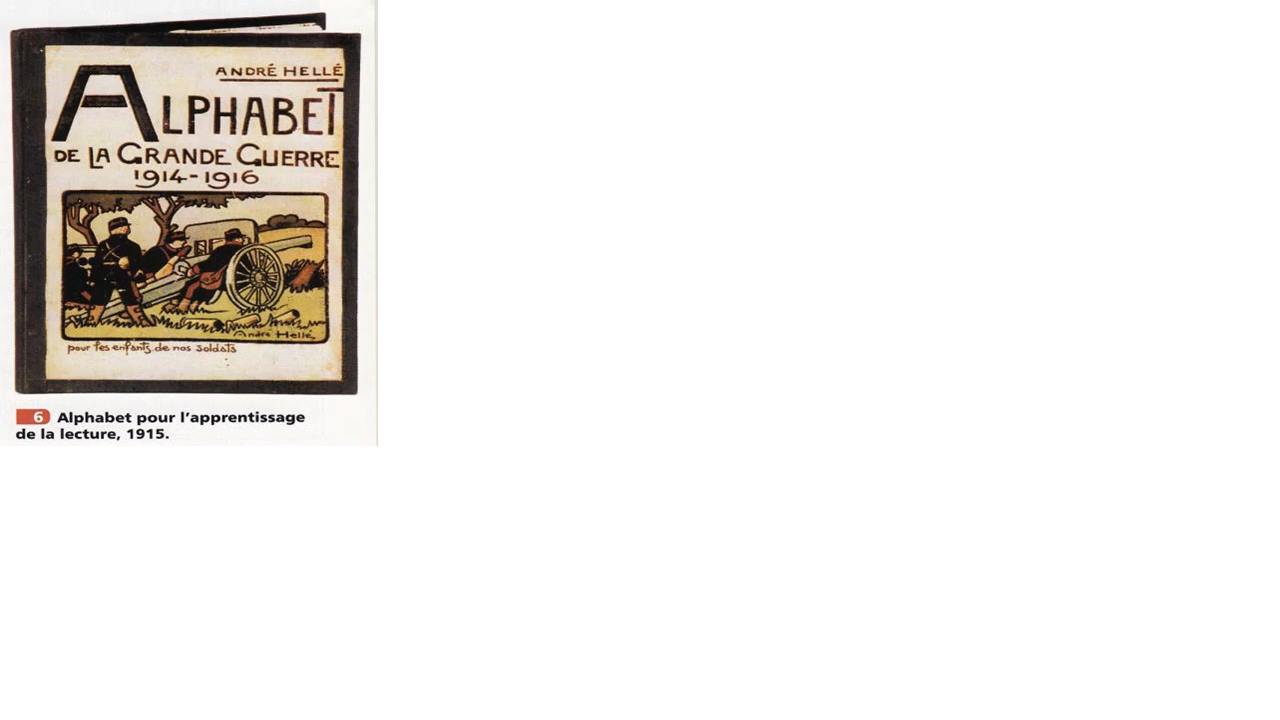 ANDRÉ HELLÉ
ALPHABET
DE LA GRANDE GUERRE
1914-1916
André Hellé
pour les enfants de nos soldats
6 Alphabet pour l'apprentissage
de la lecture, 1915.